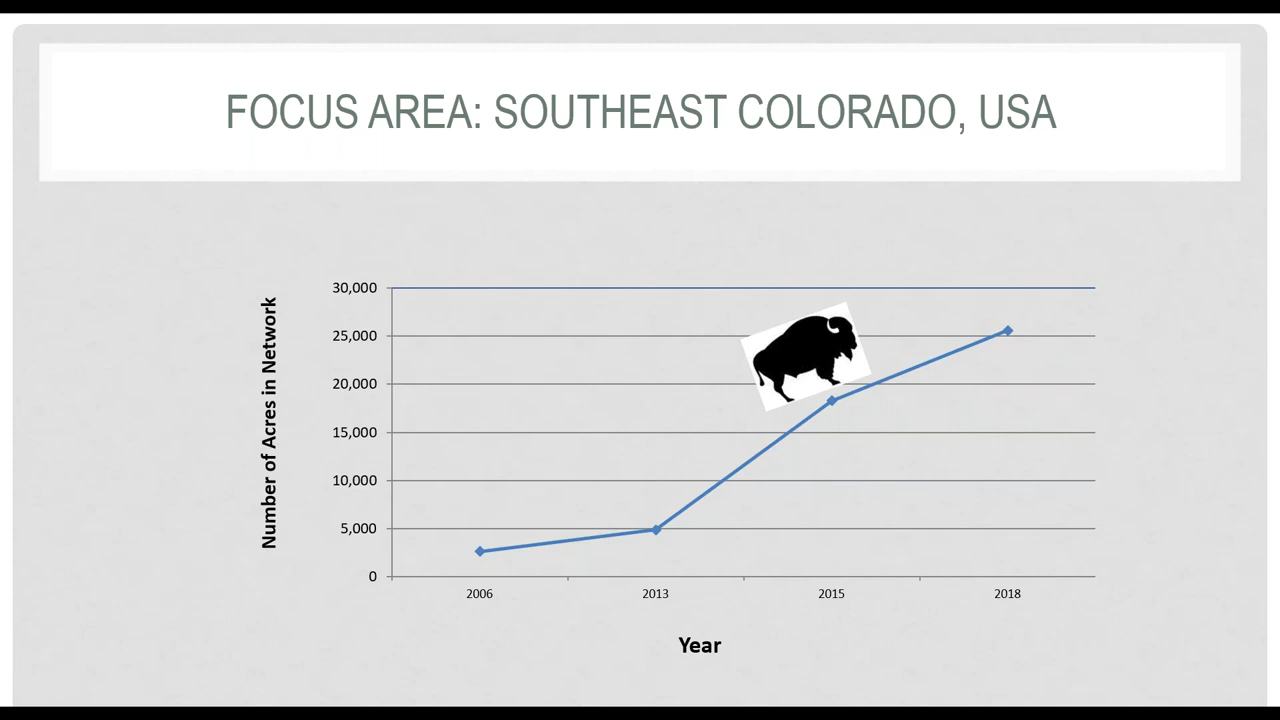 FOCUS AREA: SOUTHEAST COLORADO, USA
Number of Acres in Network
30,000
25,000
20,000
15,000
10,000
5,000
0
2006 2013 2015 2018
Year